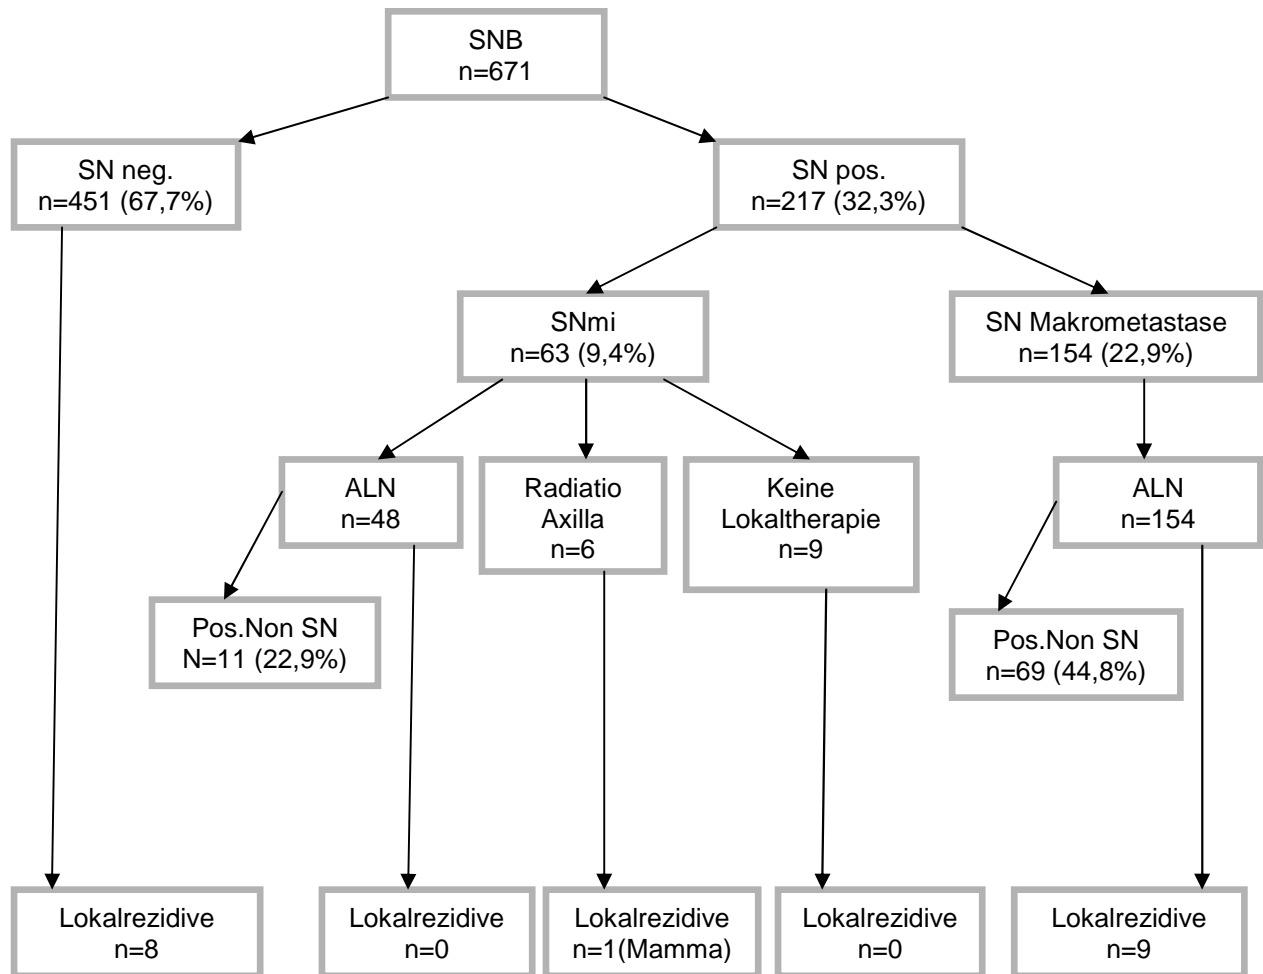 SNB
n=671
SN neg.
n=451 (67,7%)
SN pos.
n=217 (32,3%)
SNmi
n=63 (9,4%)
SN Makrometastase
n=154 (22,9%)
ALN
n=48
Radiatio
Axilla
n=6
Keine
Lokaltherapie
n=9
ALN
n=154
Pos.Non SN
N=11 (22,9%)
Pos.Non SN
n=69 (44,8%)
Lokalrezidive
n=8
Lokalrezidive
n=0
Lokalrezidive
n=1(Mamma)
Lokalrezidive
n=0
Lokalrezidive
n=9